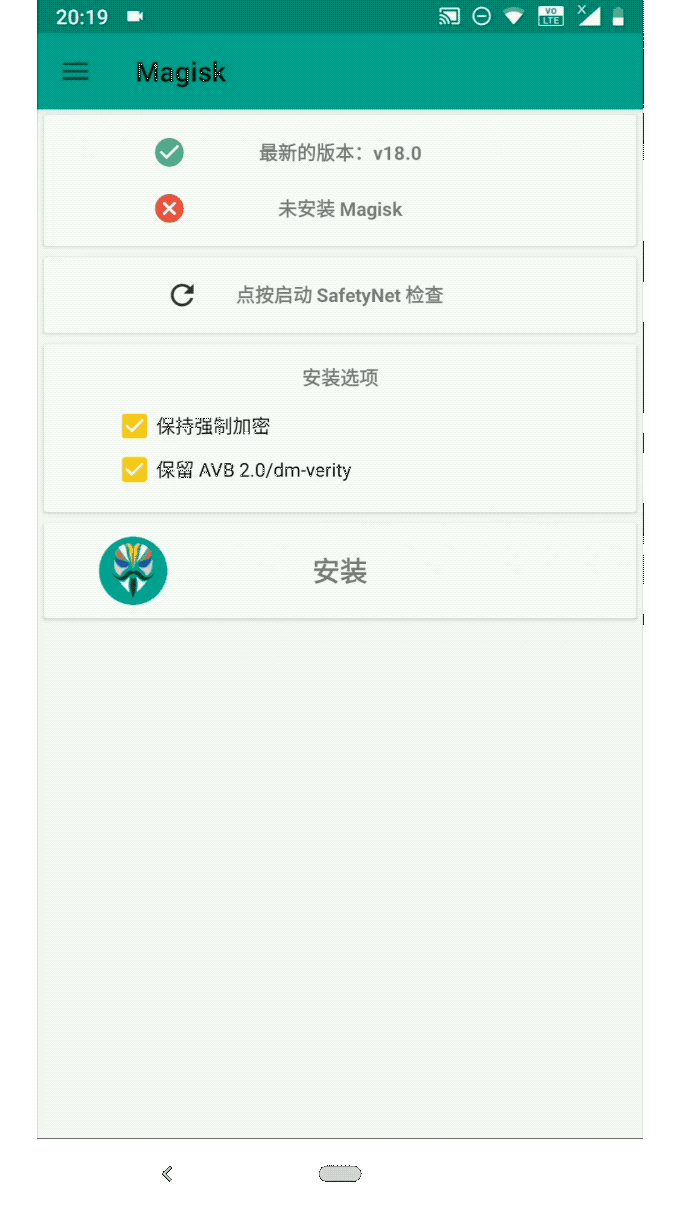 20:19
VO
LTE
X
Magisk
最新的版本：v18.0
未安装 Magisk
点按启动 SafetyNet 检查
安装选项
保持强制加密
保留 AVB 2.0/dm-verity
安装